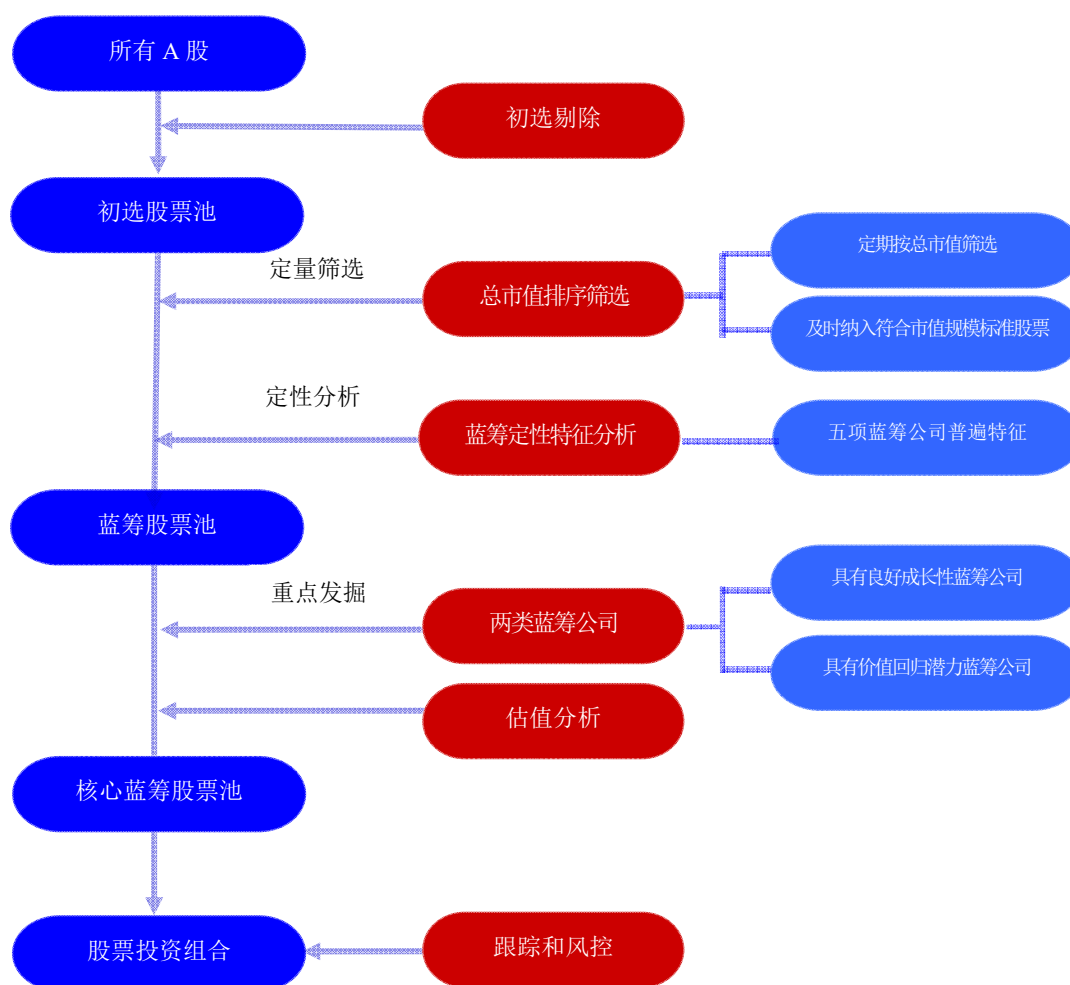 所有 A 股
初选剔除
初选股票池
定期按总市值筛选
定量筛选
总市值排序筛选
及时纳入符合市值规模标准股票
定性分析
蓝筹定性特征分析
五项蓝筹公司普遍特征
蓝筹股票池
具有良好成长性蓝筹公司
重点发掘
两类蓝筹公司
具有价值回归潜力蓝筹公司
估值分析
核心蓝筹股票池
股票投资组合
跟踪和风控